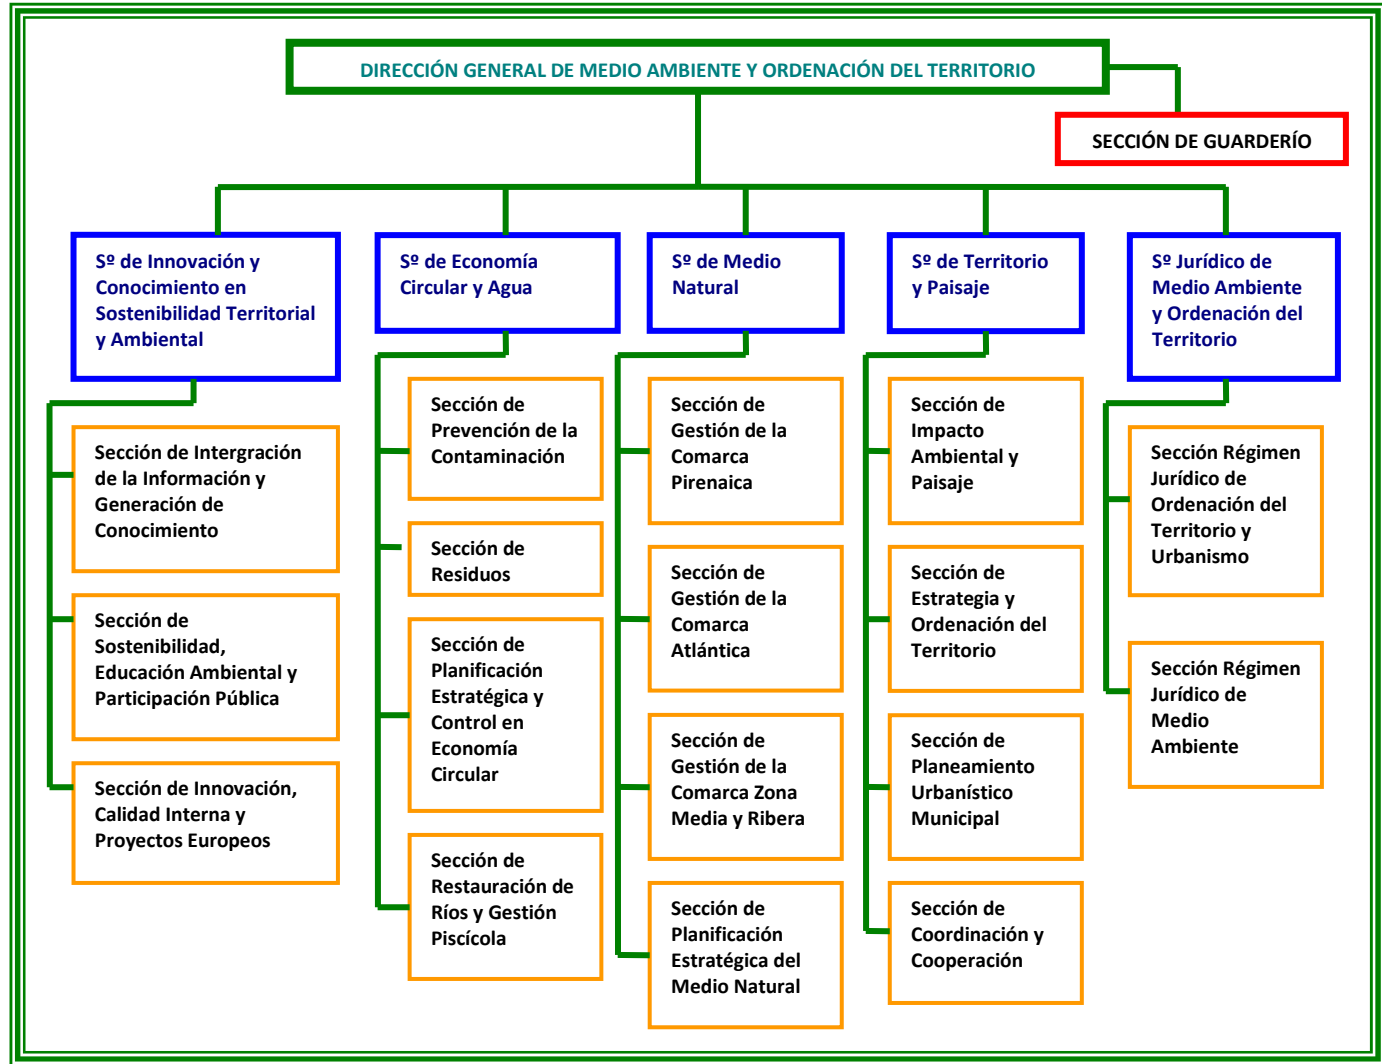 DIRECCIÓN GENERAL DE MEDIO AMBIENTE Y ORDENACIÓN DEL TERRITORIO
SECCIÓN DE GUARDERÍO
Sº de Innovación y
Conocimiento en
Sostenibilidad Territorial
y Ambiental
Sección de Intergración
de la Información y
Generación de
Conocimiento
Sección de
Sostenibilidad,
Educación Ambiental y
Participación Pública
Sección de Innovación,
Calidad Interna y
Proyectos Europeos
Sº de Economía
Circular y Agua
Sección de
Prevención de la
Contaminación
Sección de
Residuos
Sección de
Planificación
Estratégica y
Control en
Economía
Circular
Sección de
Restauración de
Ríos y Gestión
Piscícola
Sº de Medio
Natural
Sección de
Gestión de la
Comarca
Pirenaica
Sección de
Gestión de la
Comarca
Atlántica
Sección de
Gestión de la
Comarca Zona
Media y Ribera
Sección de
Planificación
Estratégica del
Medio Natural
Sº de Territorio
y Paisaje
Sección de
Impacto
Ambiental y
Paisaje
Sección de
Estrategia y
Ordenación del
Territorio
Sección de
Planeamiento
Urbanístico
Municipal
Sección de
Coordinación y
Cooperación
Sº Jurídico de
Medio Ambiente
y Ordenación del
Territorio
Sección Régimen
Jurídico de
Ordenación del
Territorio y
Urbanismo
Sección Régimen
Jurídico de
Medio
Ambiente